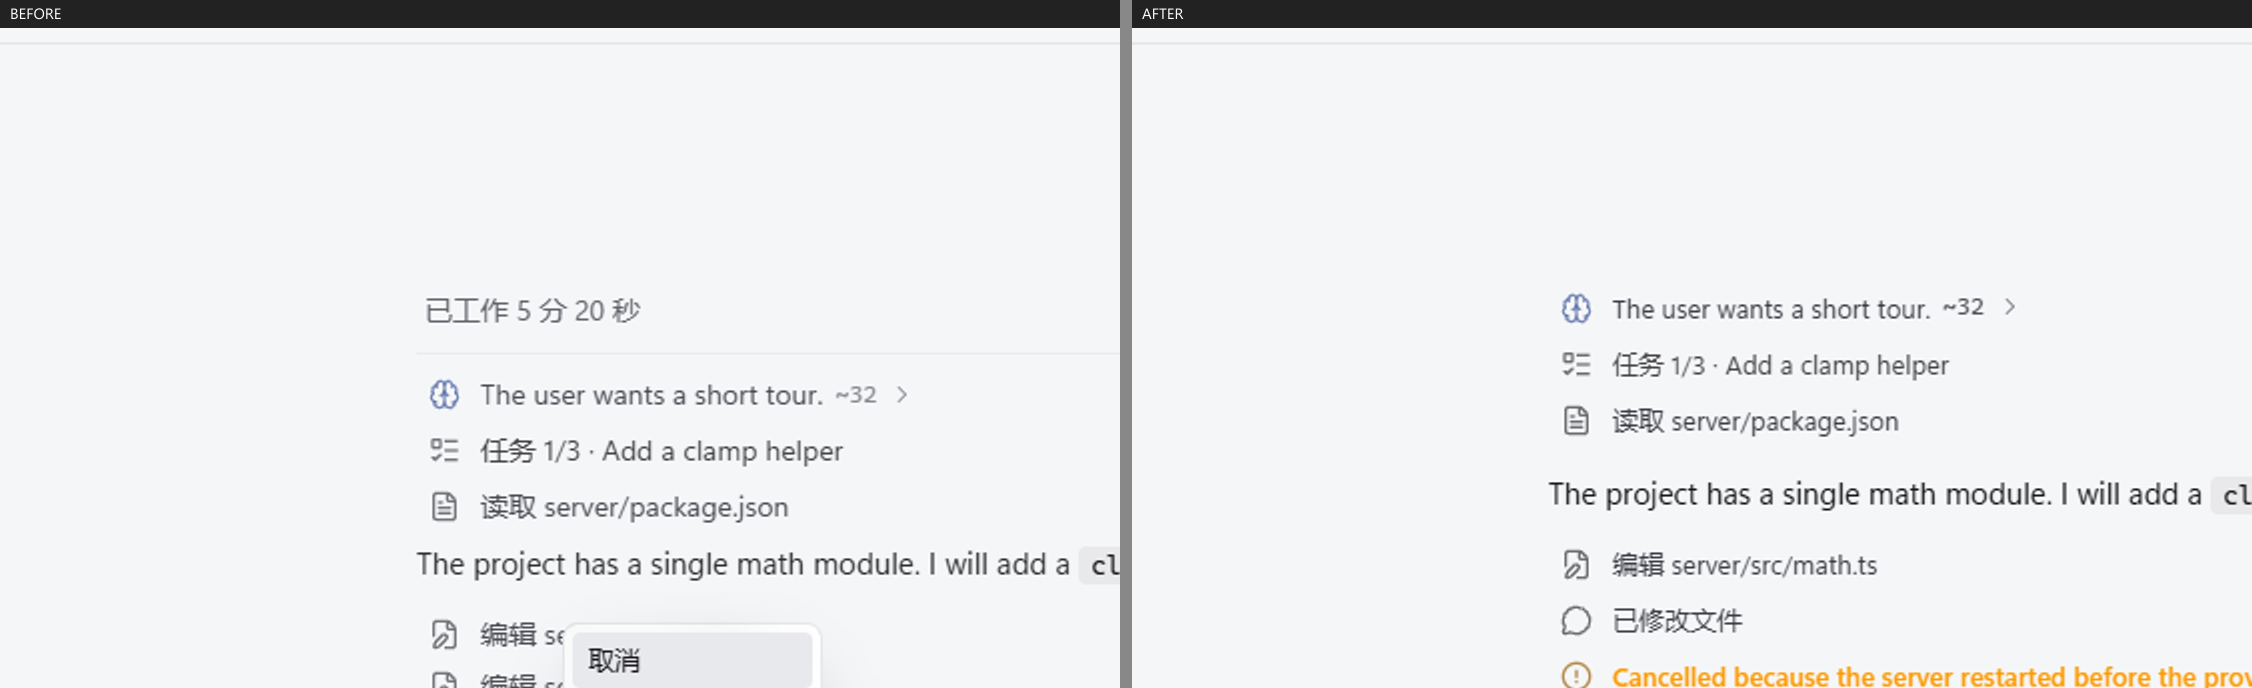 BEFORE
已工作 5 分 20 秒
The user wants a short tour. ~32
任务 1/3 · Add a clamp helper
读取 server/package.json
The project has a single math module. I will add a cl
编辑 se
取消
编辑
AFTER
The user wants a short tour. ~32
任务 1/3 · Add a clamp helper
读取 server/package.json
The project has a single math module. I will add a cl
编辑 server/src/math.ts
已修改文件
Cancelled because the server restarted before the prov